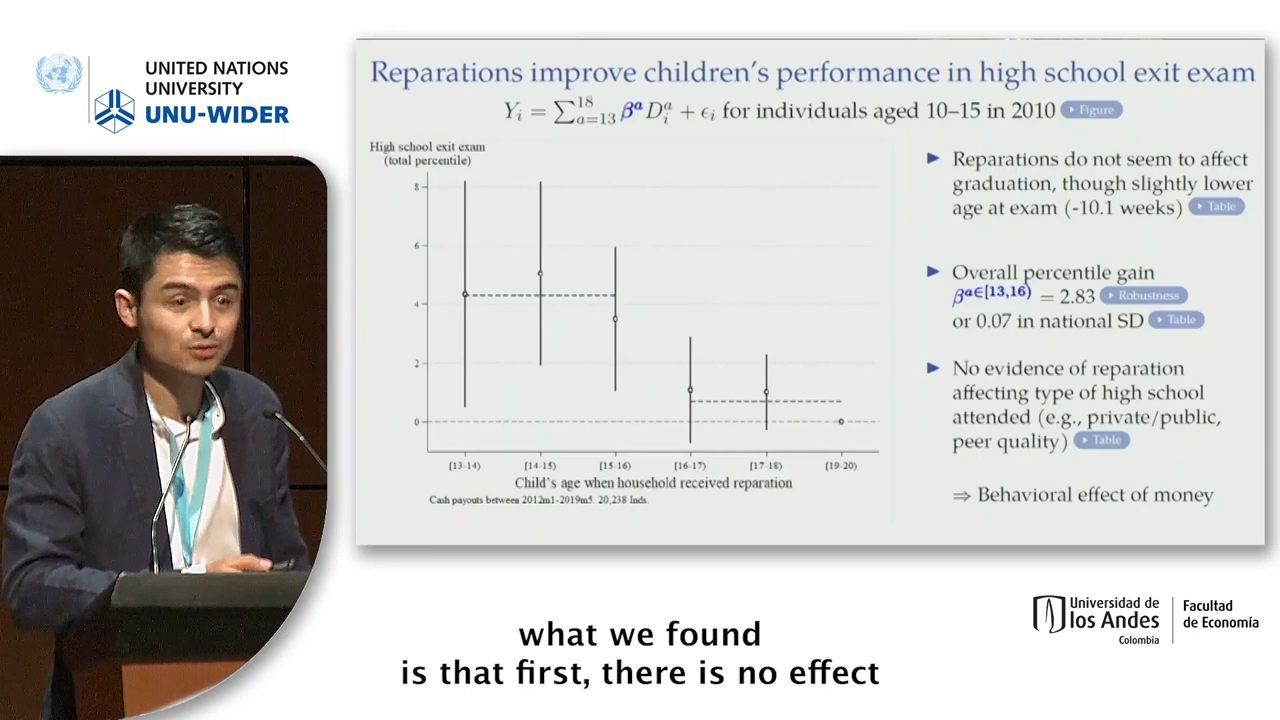 UNITED NATIONS
UNIVERSITY
UNU-WIDER
Reparations improve children's performance in high school exit exam
Y_i = ∑_{a=13}^{18} β^a D_i^a + ϵ_i for individuals aged 10–15 in 2010 ▸ Figure
High school exit exam
(total percentile)
8
6
4
2
0
[13-14) [14-15) [15-16) [16-17) [17-18) [19-20)
Child's age when household received reparation
Cash payouts between 2012m1-2019m5. 20,238 Inds.
▶ Reparations do not seem to affect
graduation, though slightly lower
age at exam (-10.1 weeks) ▸ Table
▶ Overall percentile gain
β^{a∈[13,16)} = 2.83 ▸ Robustness
or 0.07 in national SD ▸ Table
▶ No evidence of reparation
affecting type of high school
attended (e.g., private/public,
peer quality) ▸ Table
⇒ Behavioral effect of money
what we found
is that first, there is no effect
Universidad de
los Andes
Colombia
Facultad
de Economía